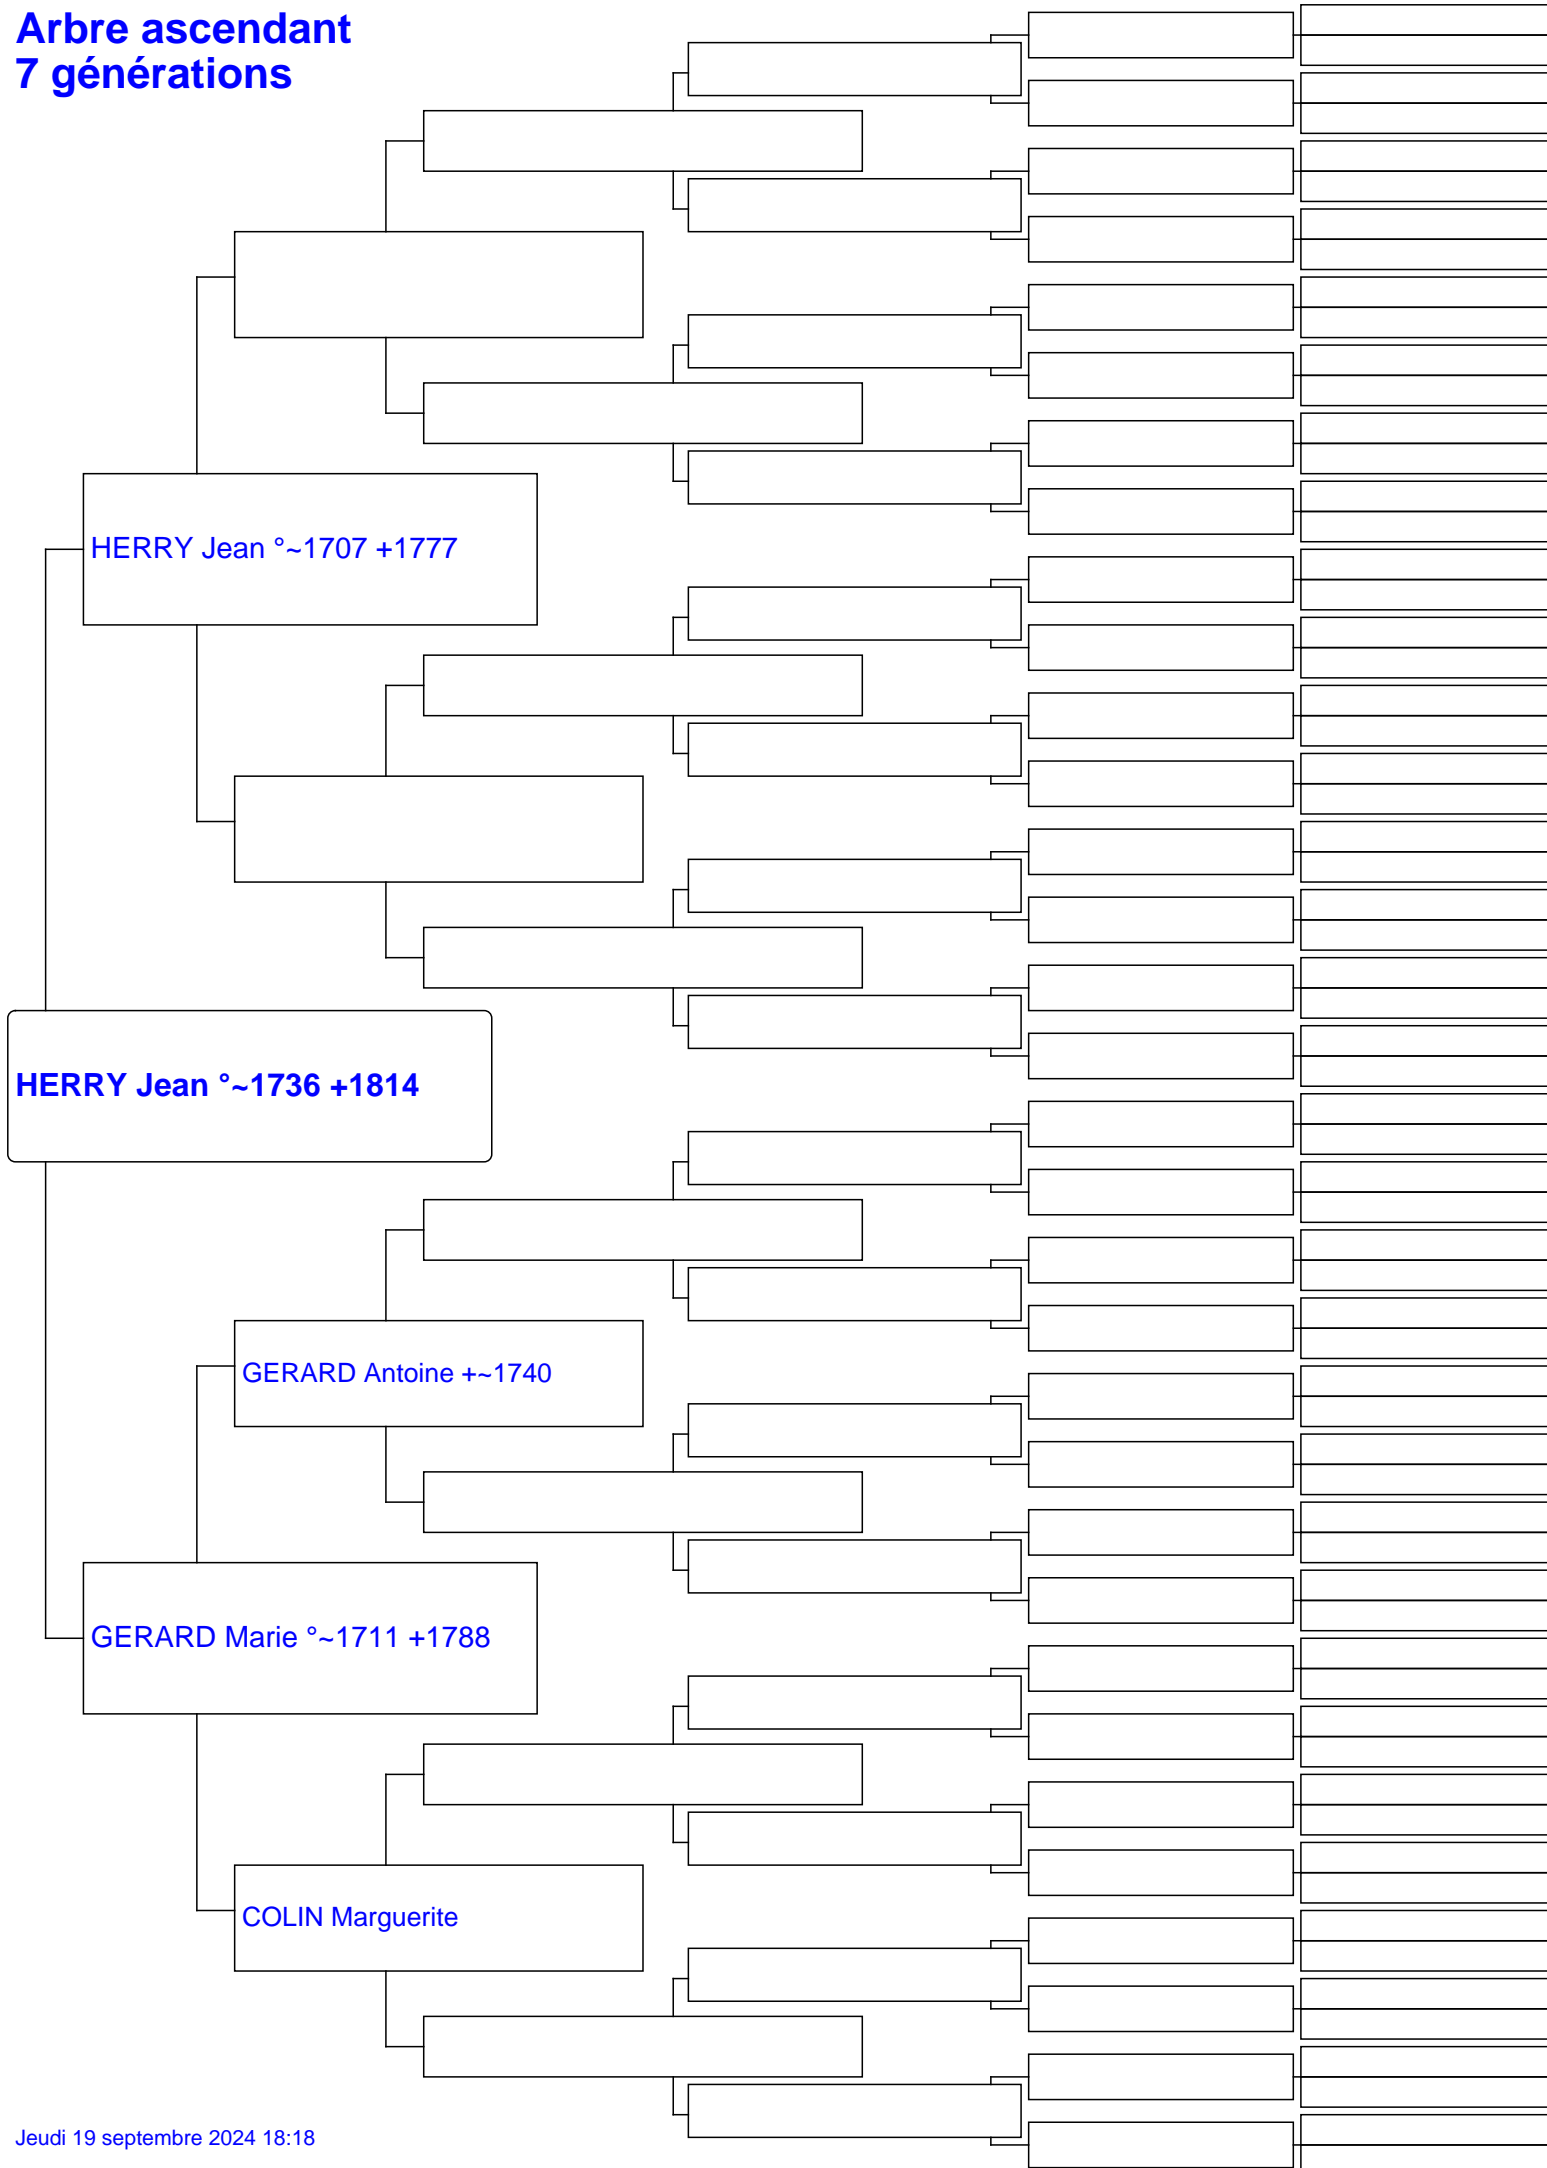 Arbre ascendant
7 générations
HERRY Jean °~1707 +1777
HERRY Jean °~1736 +1814
GERARD Antoine +~1740
GERARD Marie °~1711 +1788
COLIN Marguerite
Jeudi 19 septembre 2024 18:18